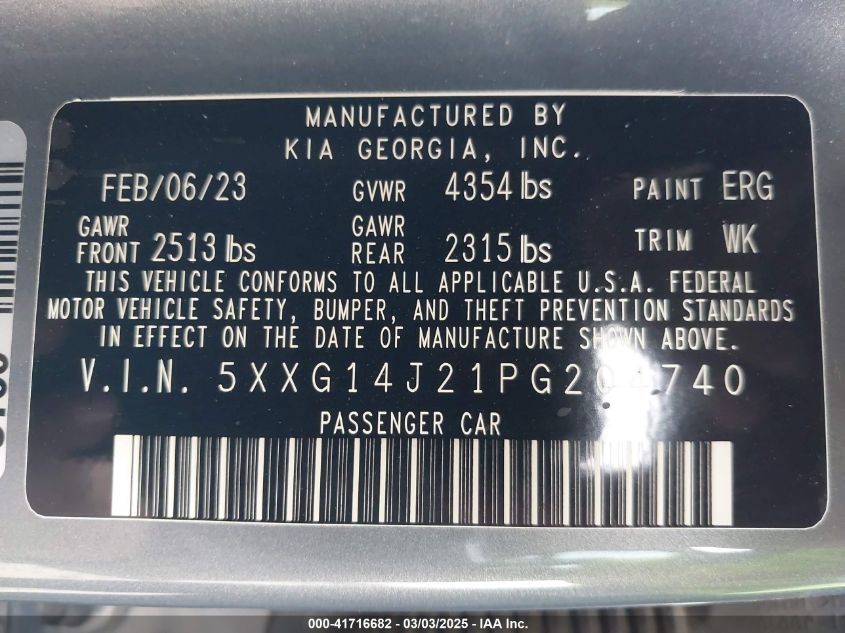 MANUFACTURED BY
KIA GEORGIA, INC.
FEB/06/23 GVWR 4354 lbs PAINT ERG
GAWR FRONT 2513 lbs GAWR REAR 2315 lbs TRIM WK
THIS VEHICLE CONFORMS TO ALL APPLICABLE U.S.A. FEDERAL
MOTOR VEHICLE SAFETY, BUMPER, AND THEFT PREVENTION STANDARDS
IN EFFECT ON THE DATE OF MANUFACTURE SHOWN ABOVE.
V.I.N. 5XXG14J21PG204740
PASSENGER CAR
000-41716682 - 03/03/2025 - IAA Inc.